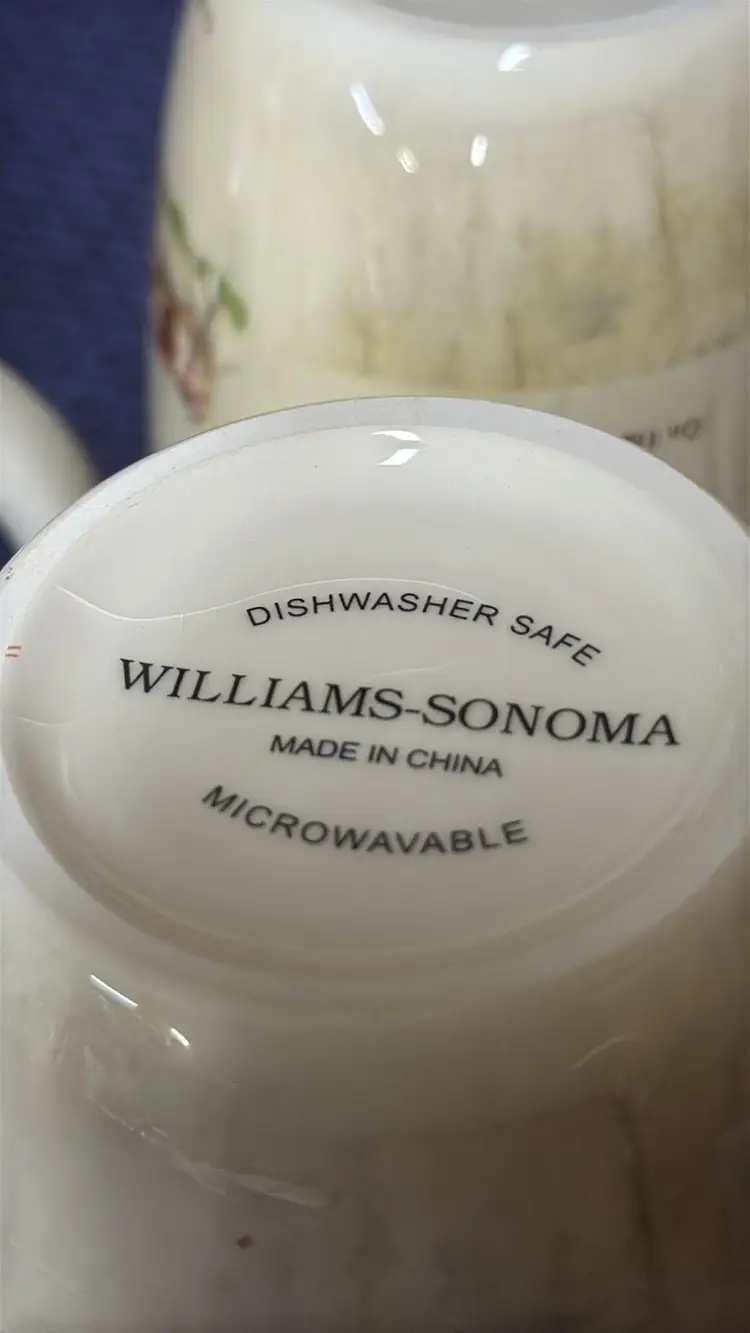 DISHWASHER SAFE
WILLIAMS-SONOMA
MADE IN CHINA
MICROWAVABLE